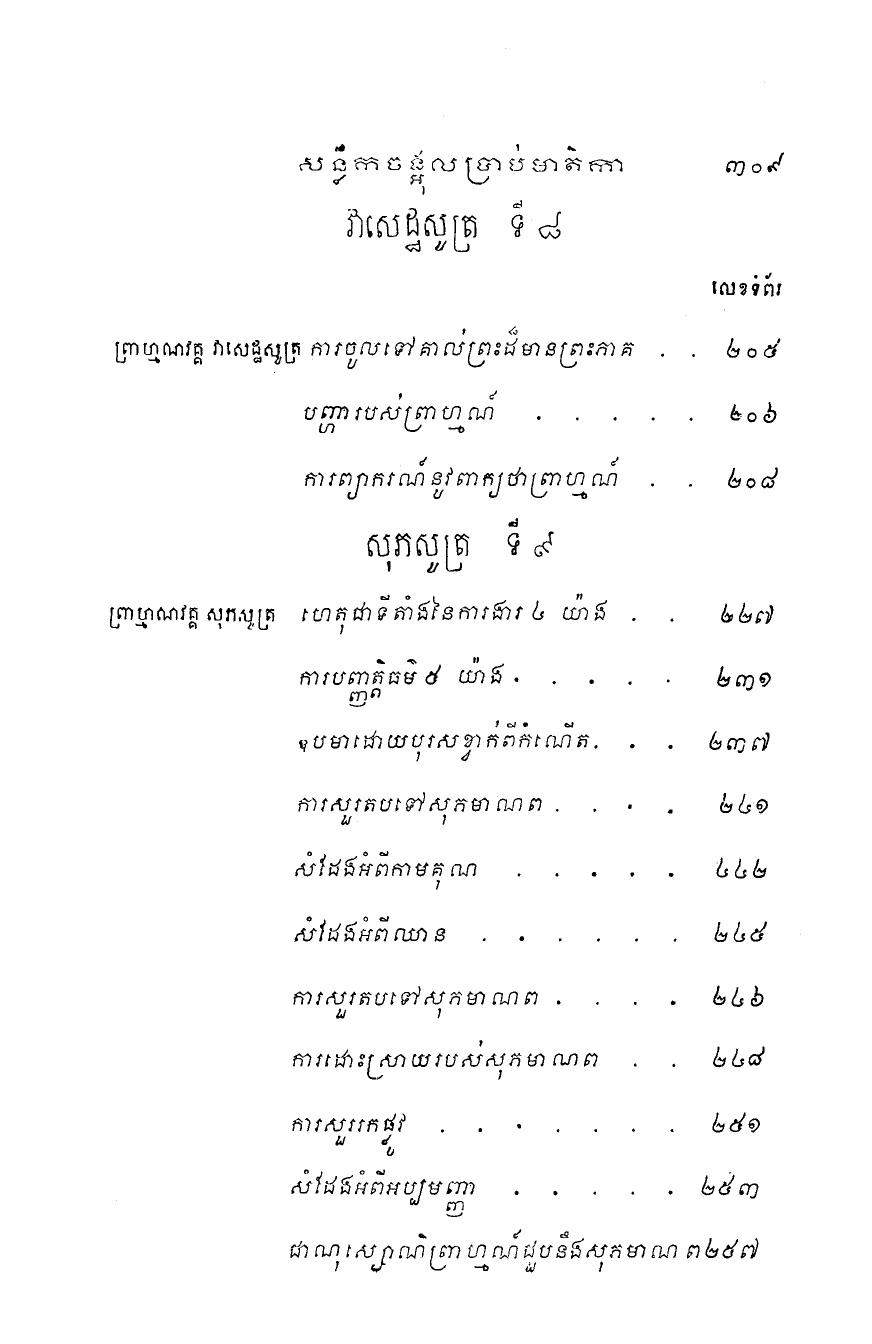 សន្លឹកចង្អុលប្រាប់មាតិកា ៣០៩
វាសេដ្ឋសូត្រ ទី ៨
លេខទំព័រ
ព្រាហ្មណវគ្គ វាសេដ្ឋសូត្រ ការចូលទៅគាល់ព្រះដ៏មានព្រះភាគ . . ២០៥
បញ្ហារបស់ព្រាហ្មណ៍ . . . . . ២០៦
ការព្យាករណ៍នូវពាក្យថាព្រាហ្មណ៍ . . ២០៨
សុភសូត្រ ទី ៩
ព្រាហ្មណវគ្គ សុភសូត្រ ហេតុជាទីតាំងនៃការងារ ៤ យ៉ាង . . ២២៧
ការបញ្ញត្តិធម៌ ៥ យ៉ាង . . . . . ២៣១
ឧបមាដោយបុរសខ្វាក់ពីកំណើត . . . ២៣៧
ការសួរតបទៅសុភមាណព . . . . ២៤១
សំដែងអំពីកាមគុណ . . . . . ៤៤២
សំដែងអំពីឈាន . . . . . . ២៤៥
ការសួរតបទៅសុភមាណព . . . . ២៤៦
ការដោះស្រាយរបស់សុភមាណព . . ២៤៨
ការសួររកផ្លូវ . . . . . . . ២៥១
សំដែងអំពីអប្បមញ្ញា . . . . . ២៥៣
ជាណុស្សោណិព្រាហ្មណ៍ជួបនឹងសុភមាណព ២៥៧